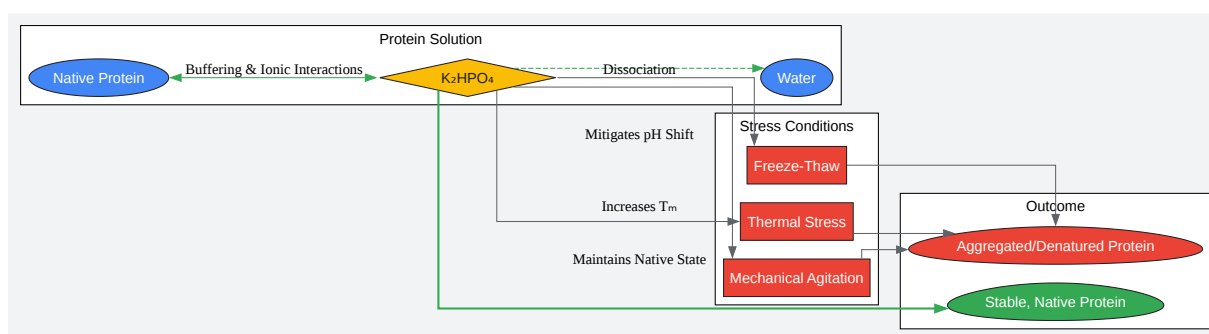 Protein Solution
Native Protein
Buffering & Ionic Interactions
K₂HPO₄
Dissociation
Water
Mitigates pH Shift
Stress Conditions
Freeze-Thaw
Increases Tₘ
Thermal Stress
Outcome
Maintains Native State
Mechanical Agitation
Aggregated/Denatured Protein
Stable, Native Protein